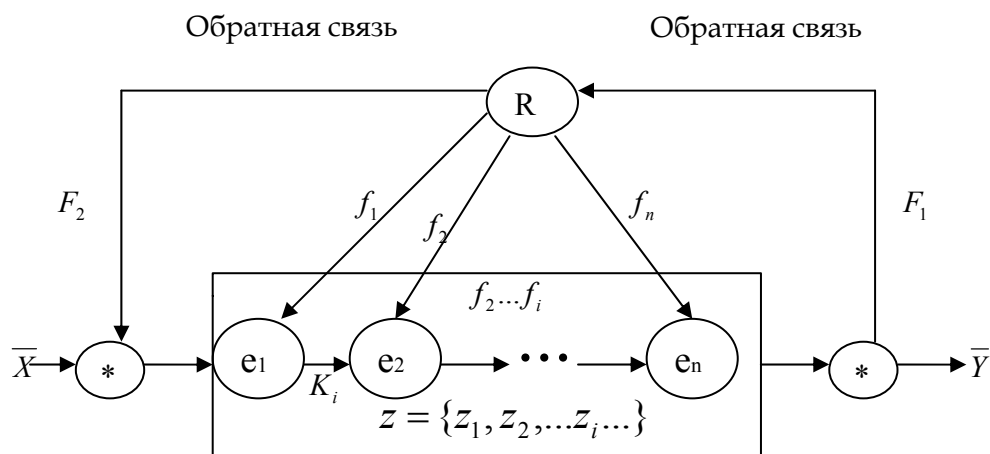 Обратная связь Обратная связь
R
F₂ f₁ f₂ fₙ F₁
f₂...fᵢ
X̅ * e₁ e₂ ... eₙ * Y̅
Kᵢ
z = {z₁, z₂,...zᵢ...}